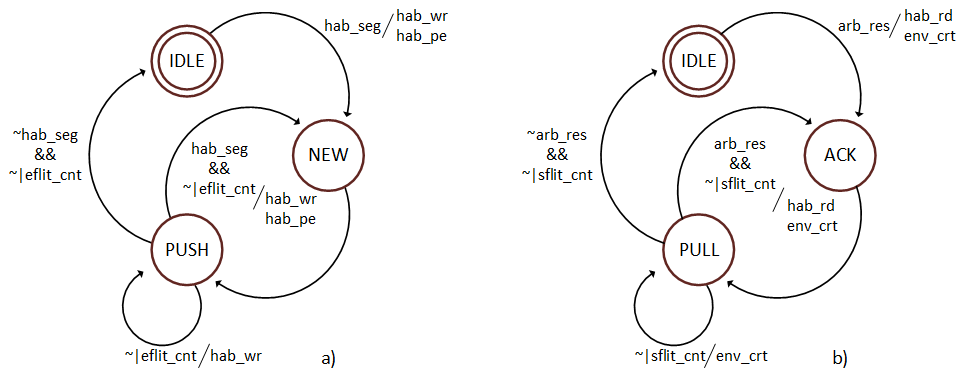 IDLE
hab_seg/hab_wr
hab_pe
~hab_seg
&&
~|eflit_cnt
hab_seg
&&
~|eflit_cnt/hab_wr
hab_pe
NEW
PUSH
~|eflit_cnt/hab_wr
a)
IDLE
arb_res/hab_rd
env_crt
~arb_res
&&
~|sflit_cnt
arb_res
&&
~|sflit_cnt/hab_rd
env_crt
ACK
PULL
~|sflit_cnt/env_crt
b)